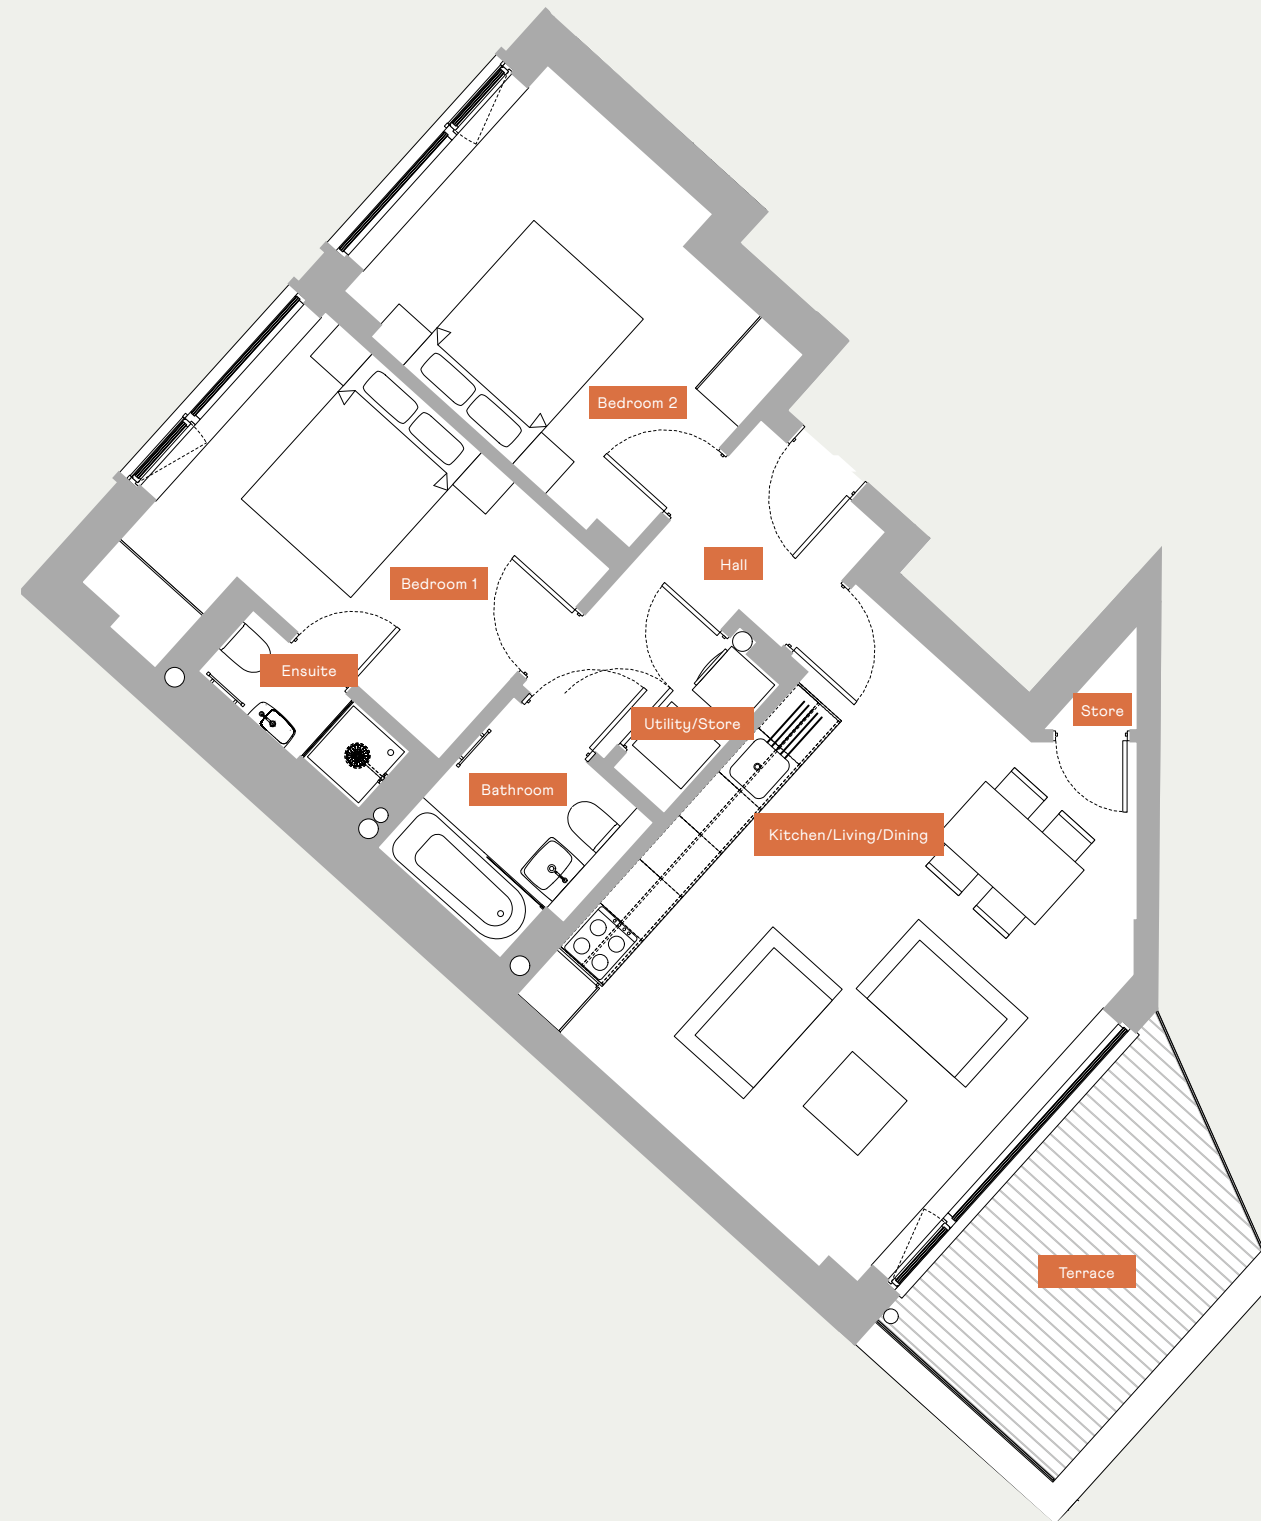 Bedroom 2
Hall
Bedroom 1
Ensuite
Store
Utility/Store
Bathroom
Kitchen/Living/Dining
Terrace